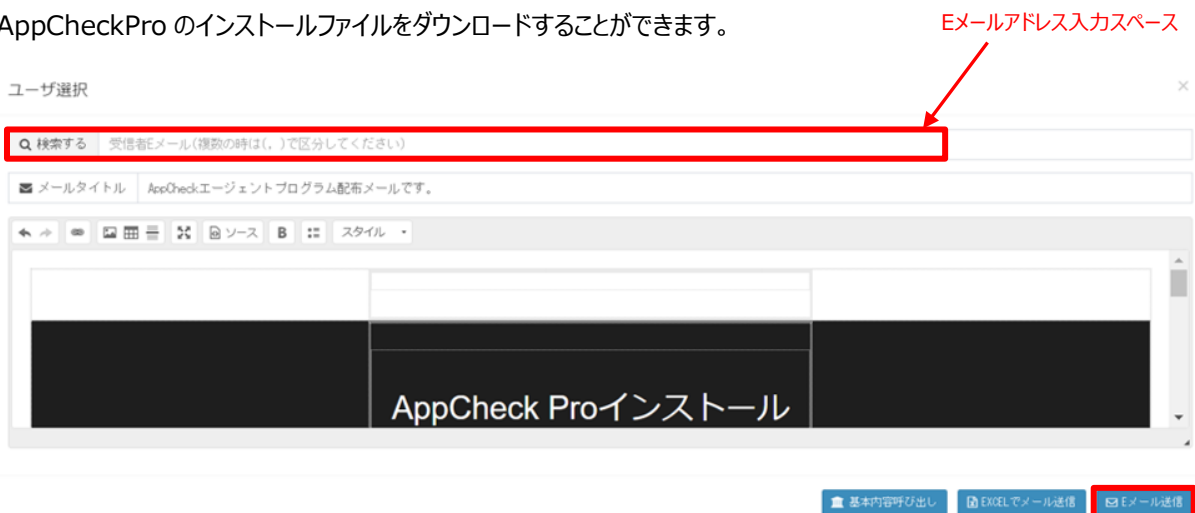 AppCheckPro のインストールファイルをダウンロードすることができます。
Eメールアドレス入力スペース
ユーザ選択
検索する 受信者Eメール(複数の時は(, )で区分してください)
メールタイトル AppCheckエージェントプログラム配布メールです。
ソース B スタイル
AppCheck Proインストール
基本内容呼び出し EXCELでメール送信 Eメール送信